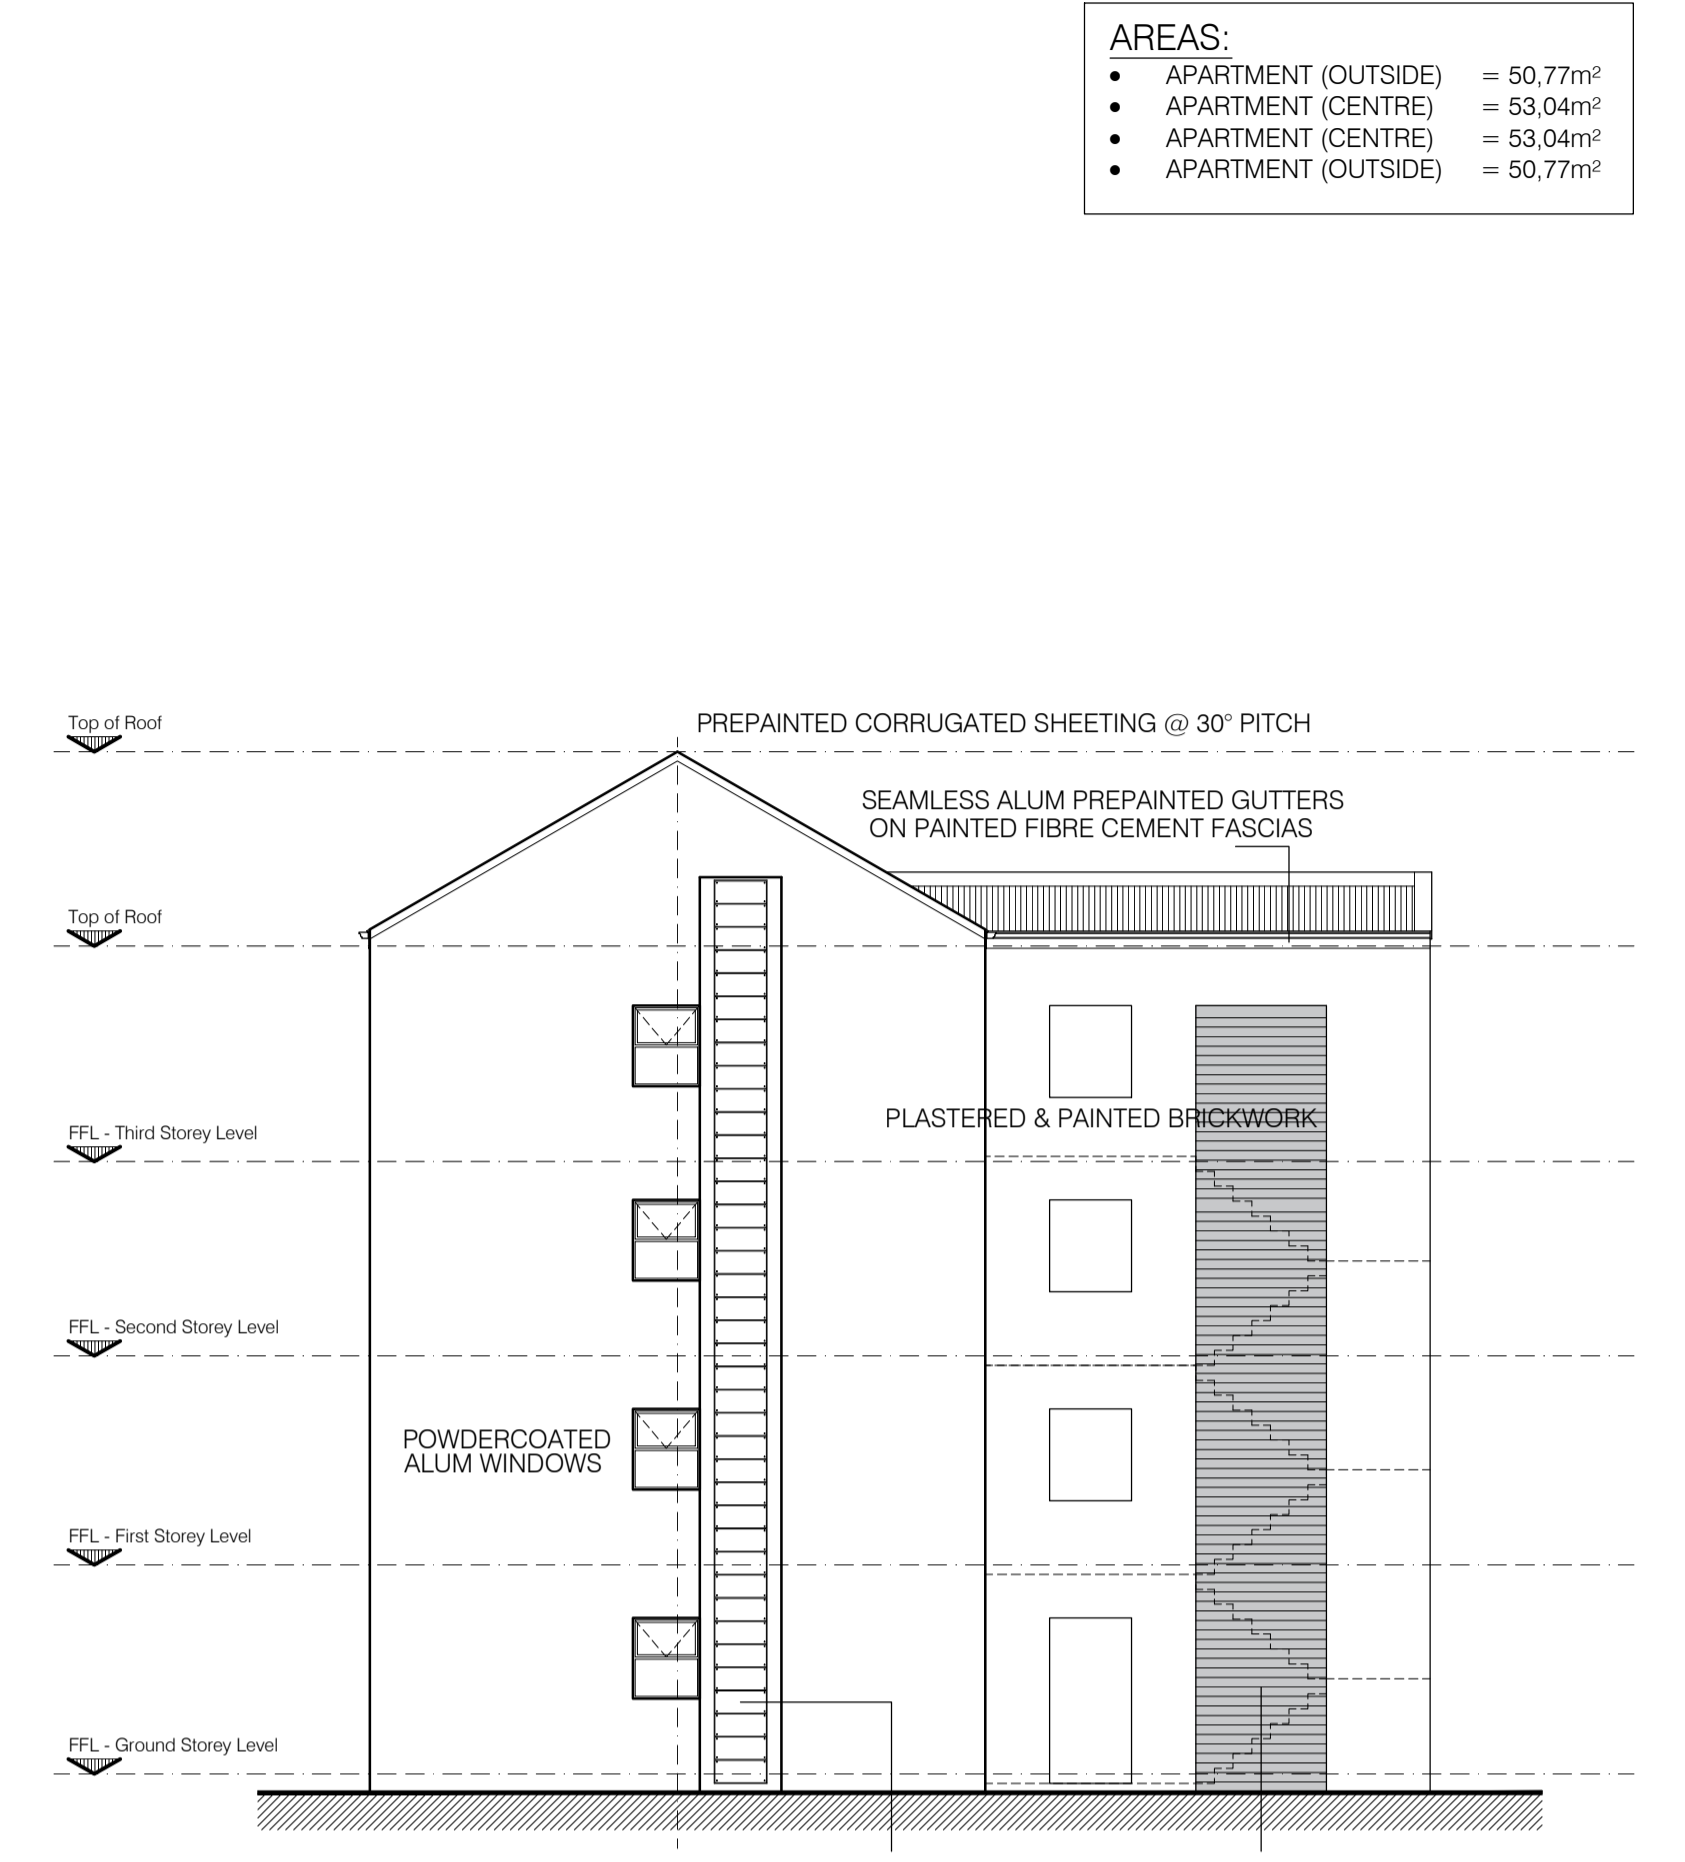 AREAS:
• APARTMENT (OUTSIDE) = 50,77m²
• APARTMENT (CENTRE) = 53,04m²
• APARTMENT (CENTRE) = 53,04m²
• APARTMENT (OUTSIDE) = 50,77m²
Top of Roof
PREPAINTED CORRUGATED SHEETING @ 30° PITCH
SEAMLESS ALUM PREPAINTED GUTTERS
ON PAINTED FIBRE CEMENT FASCIAS
Top of Roof
PLASTERED & PAINTED BRICKWORK
FFL - Third Storey Level
FFL - Second Storey Level
POWDERCOATED
ALUM WINDOWS
FFL - First Storey Level
FFL - Ground Storey Level